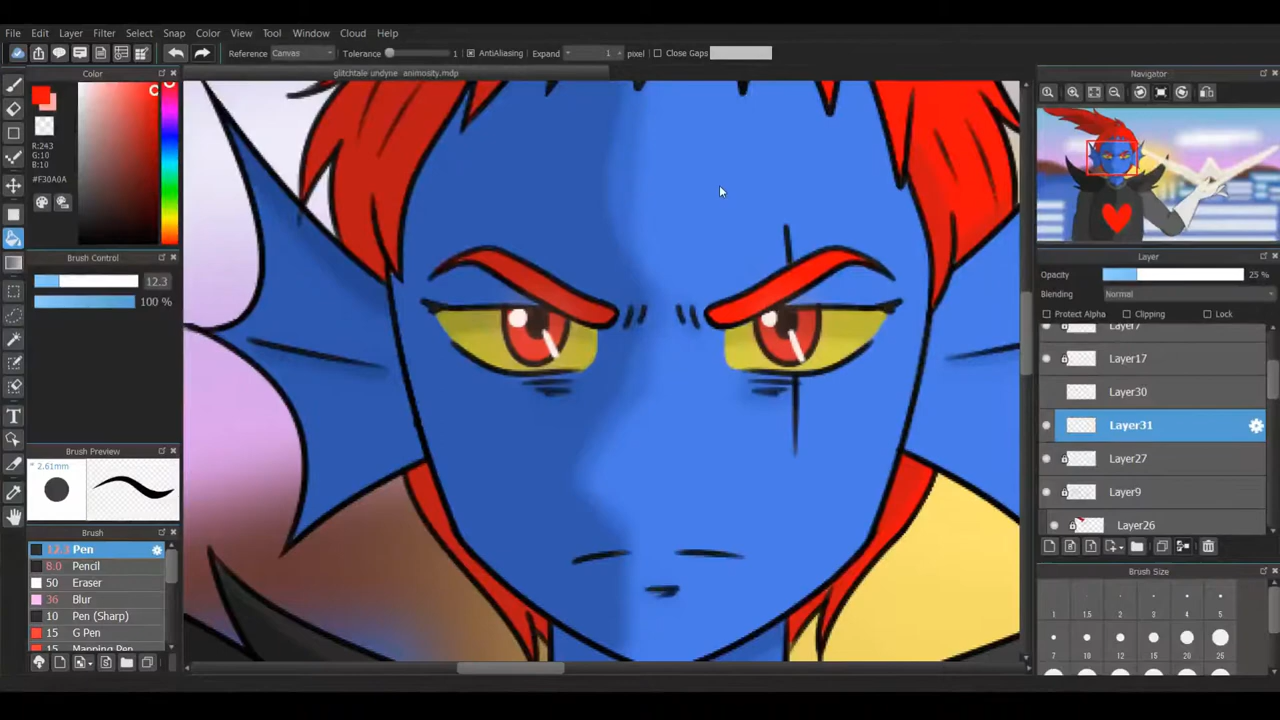 File Edit Layer Filter Select Snap Color View Tool Window Cloud Help
Reference Canvas Tolerance 1 AntiAliasing Expand 1 pixel Close Gaps
Color
glitchtale undyne animosity.mdp
Navigator
R:243
G:10
B:10
#F30A0A
Brush Control
12.3
100 %
Layer
Opacity 25 %
Blending Normal
Protect Alpha Clipping Lock
Layer7
Layer17
Layer30
Layer31
Layer27
Layer9
Layer26
Brush Preview
* 2.61mm
Brush
12.3 Pen
8.0 Pencil
50 Eraser
36 Blur
10 Pen (Sharp)
15 G Pen
15 Mapping Pen
Brush Size
1 1.5 2 3 4 5
7 10 12 15 20 25